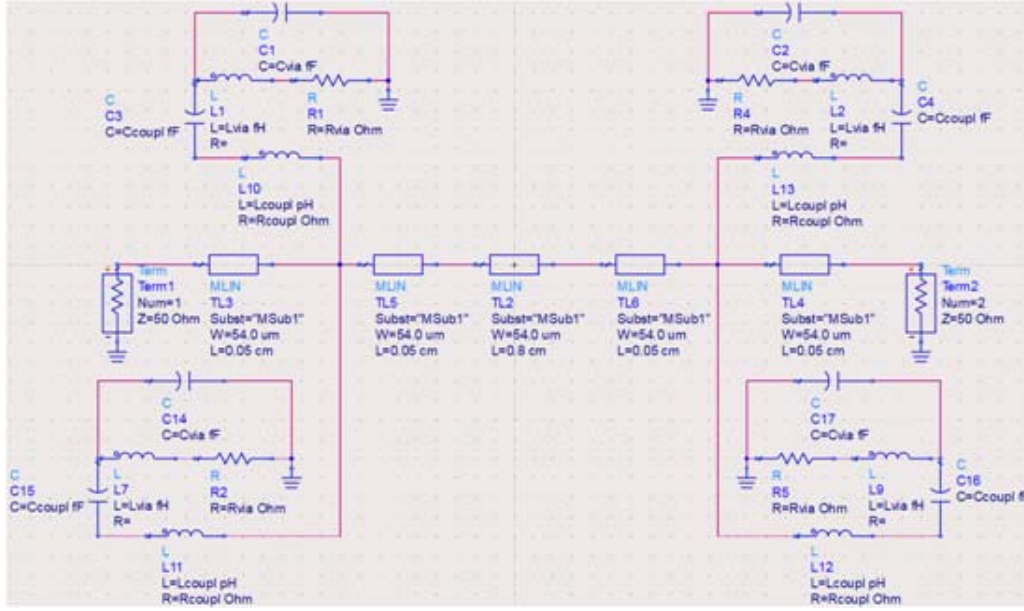 C
C1
C=Cvia fF
C
C2
C=Cvia fF
C
C3
C=Ccoupl fF
L
L1
L=Lvia fH
R=
R
R1
R=Rvia Ohm
R
R4
R=Rvia Ohm
L
L2
L=Lvia fH
R=
C
C4
C=Ccoupl fF
L
L10
L=Lcoupl pH
R=Rcoupl Ohm
L
L13
L=Lcoupl pH
R=Rcoupl Ohm
Term
Term1
Num=1
Z=50 Ohm
MLIN
TL3
Subst="MSub1"
W=54.0 um
L=0.05 cm
MLIN
TL5
Subst="MSub1"
W=54.0 um
L=0.05 cm
MLIN
TL2
Subst="MSub1"
W=54.0 um
L=0.8 cm
MLIN
TL6
Subst="MSub1"
W=54.0 um
L=0.05 cm
MLIN
TL4
Subst="MSub1"
W=54.0 um
L=0.05 cm
Term
Term2
Num=2
Z=50 Ohm
C
C14
C=Cvia fF
C
C17
C=Cvia fF
C
C15
C=Ccoupl fF
L
L7
L=Lvia fH
R=
R
R2
R=Rvia Ohm
R
R5
R=Rvia Ohm
L
L9
L=Lvia fH
R=
C
C16
C=Ccoupl f
L
L11
L=Lcoupl pH
R=Rcoupl Ohm
L
L12
L=Lcoupl pH
R=Rcoupl Ohm